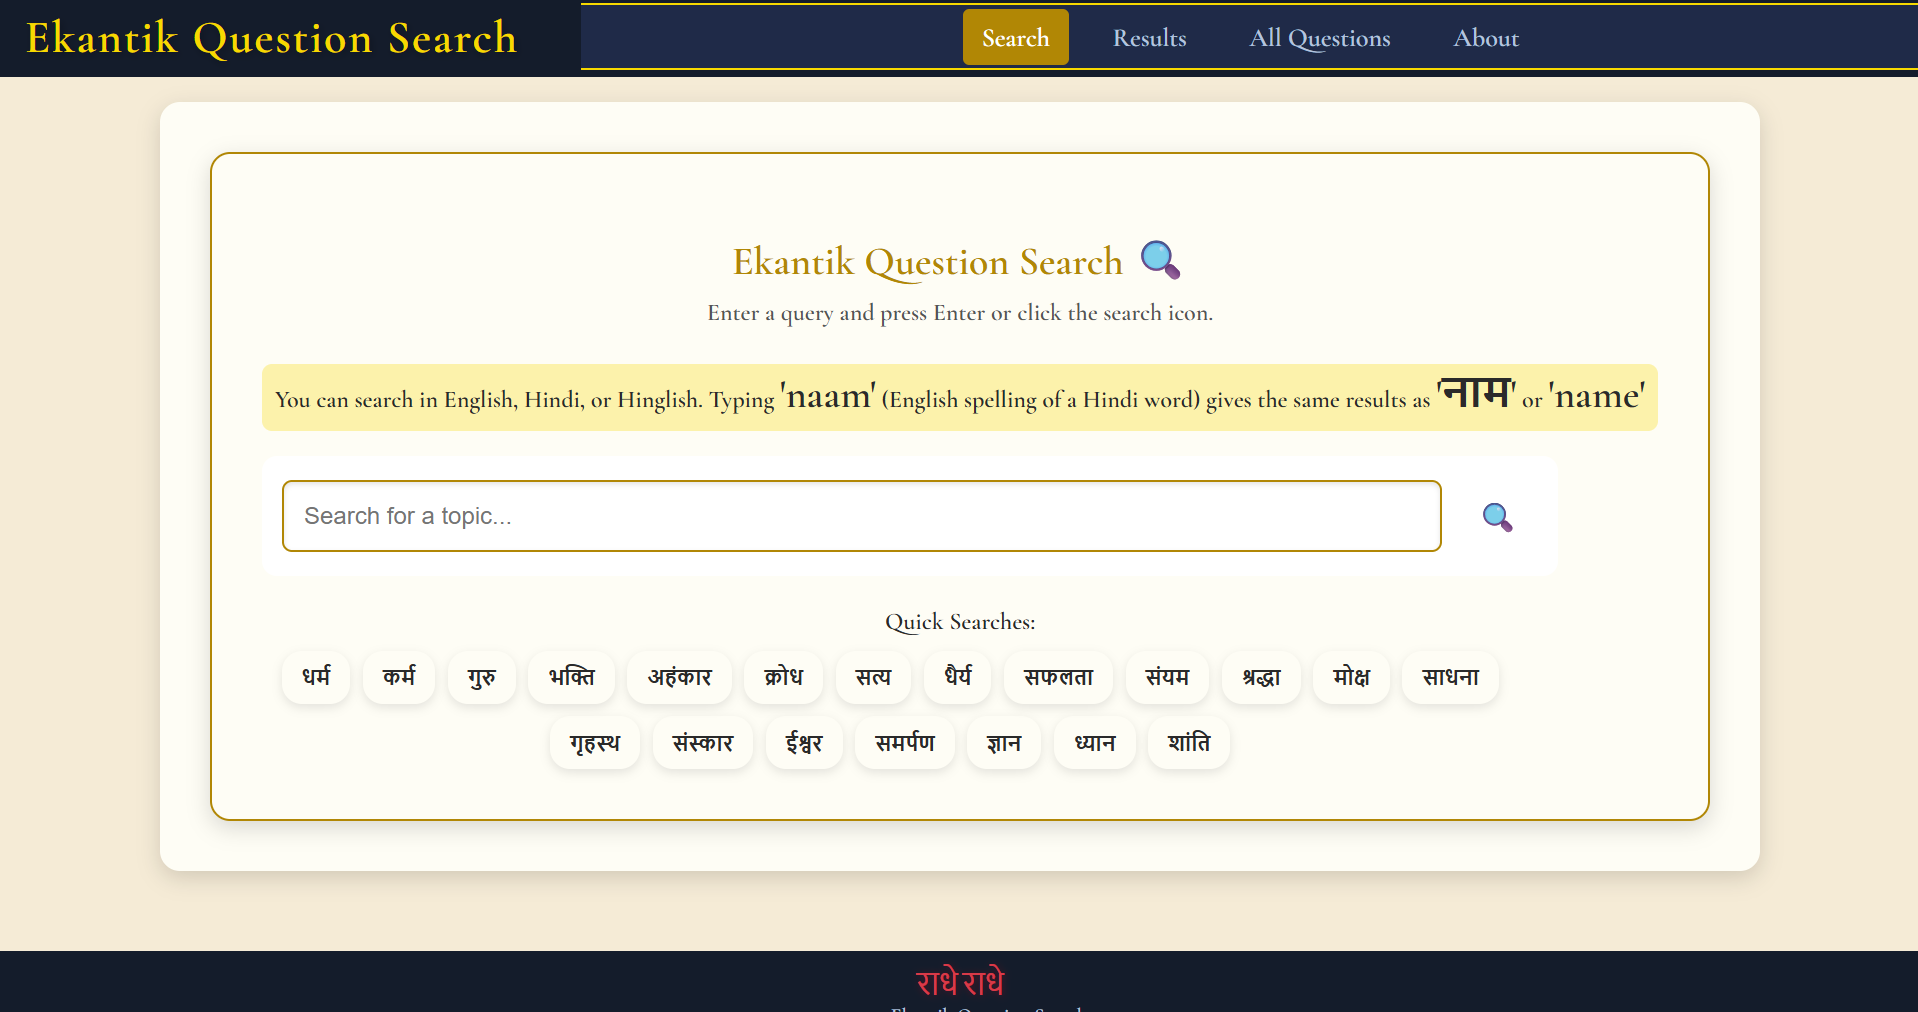 Ekantik Question Search
Search Results All Questions About
Ekantik Question Search
Enter a query and press Enter or click the search icon.
You can search in English, Hindi, or Hinglish. Typing 'naam' (English spelling of a Hindi word) gives the same results as 'नाम' or 'name'
Search for a topic...
Quick Searches:
धर्म कर्म गुरु भक्ति अहंकार क्रोध सत्य धैर्य सफलता संयम श्रद्धा मोक्ष साधना
गृहस्थ संस्कार ईश्वर समर्पण ज्ञान ध्यान शांति
राधे राधे